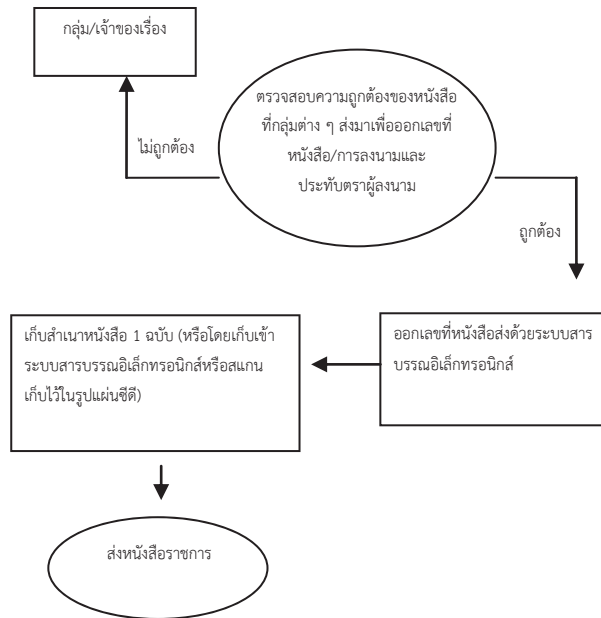 กลุ่ม/เจ้าของเรื่อง
ตรวจสอบความถูกต้องของหนังสือ
ที่กลุ่มต่าง ๆ ส่งมาเพื่อออกเลขที่
หนังสือ/การลงนามและ
ประทับตราผู้ลงนาม
ไม่ถูกต้อง
ถูกต้อง
ออกเลขที่หนังสือส่งด้วยระบบสาร
บรรณอิเล็กทรอนิกส์
เก็บสำเนาหนังสือ 1 ฉบับ (หรือโดยเก็บเข้า
ระบบสารบรรณอิเล็กทรอนิกส์หรือสแกน
เก็บไว้ในรูปแผ่นซีดี)
ส่งหนังสือราชการ